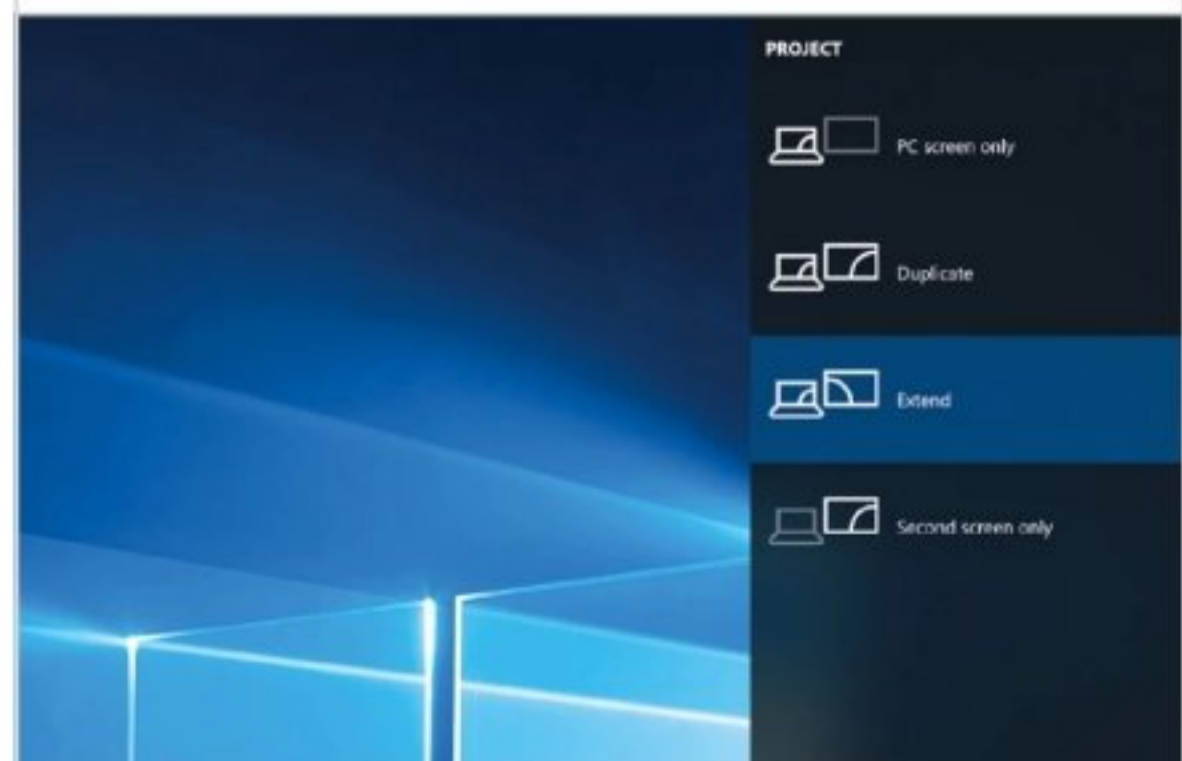 PROJECT
PC screen only
Duplicate
Extend
Second screen only